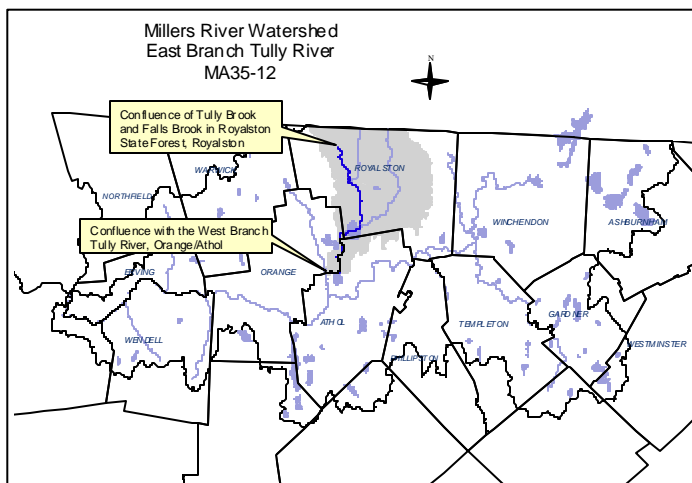 Millers River Watershed
East Branch Tully River
MA35-12
N
Confluence of Tully Brook
and Falls Brook in Royalston
State Forest, Royalston
WARWICK
ROYALSTON
NORTHFIELD
WINCHENDON
ASHBURNHAM
Confluence with the West Branch
Tully River, Orange/Athol
ERVING
ORANGE
GARDNER
ATHOL
TEMPLETON
WENDELL
WESTMINSTER
PHILLIPSTON